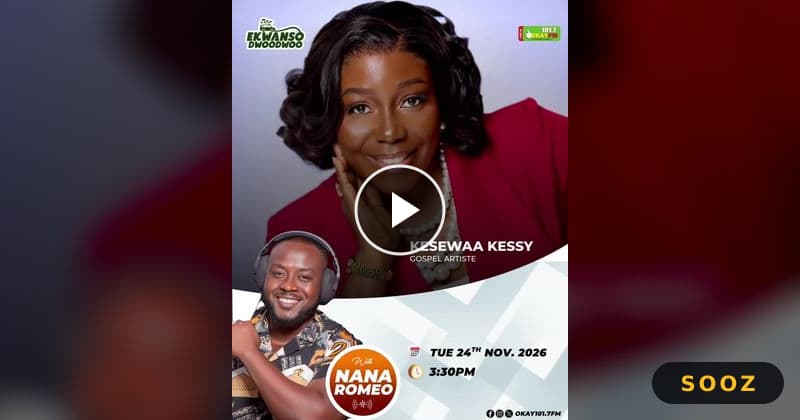 EKWANSO
DWOODWOO
101.7
OKAY FM
KESEWAA KESSY
GOSPEL ARTISTE
With
NANA
ROMEO
TUE 24TH NOV. 2026
3:30PM
OKAY101.7FM
SOOZ